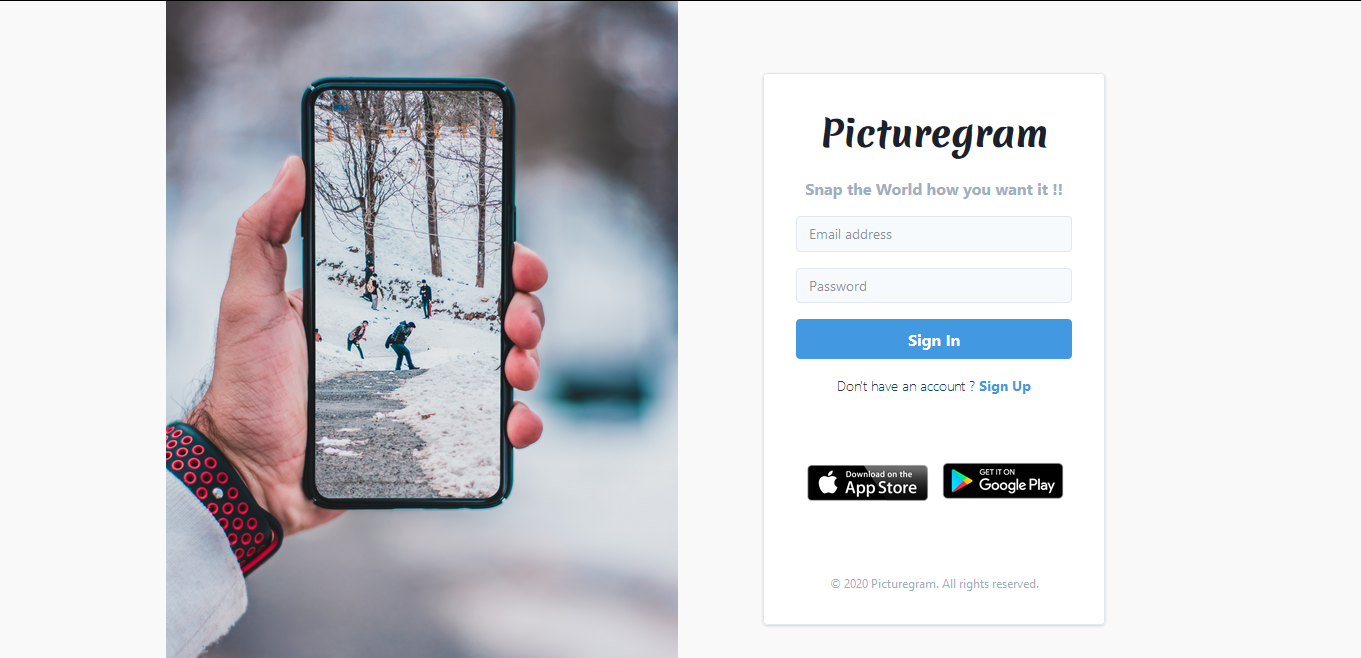 Picturegram
Snap the World how you want it !!
Email address
Password
Sign In
Don't have an account ? Sign Up
Download on the
App Store
GET IT ON
Google Play
© 2020 Picturegram. All rights reserved.